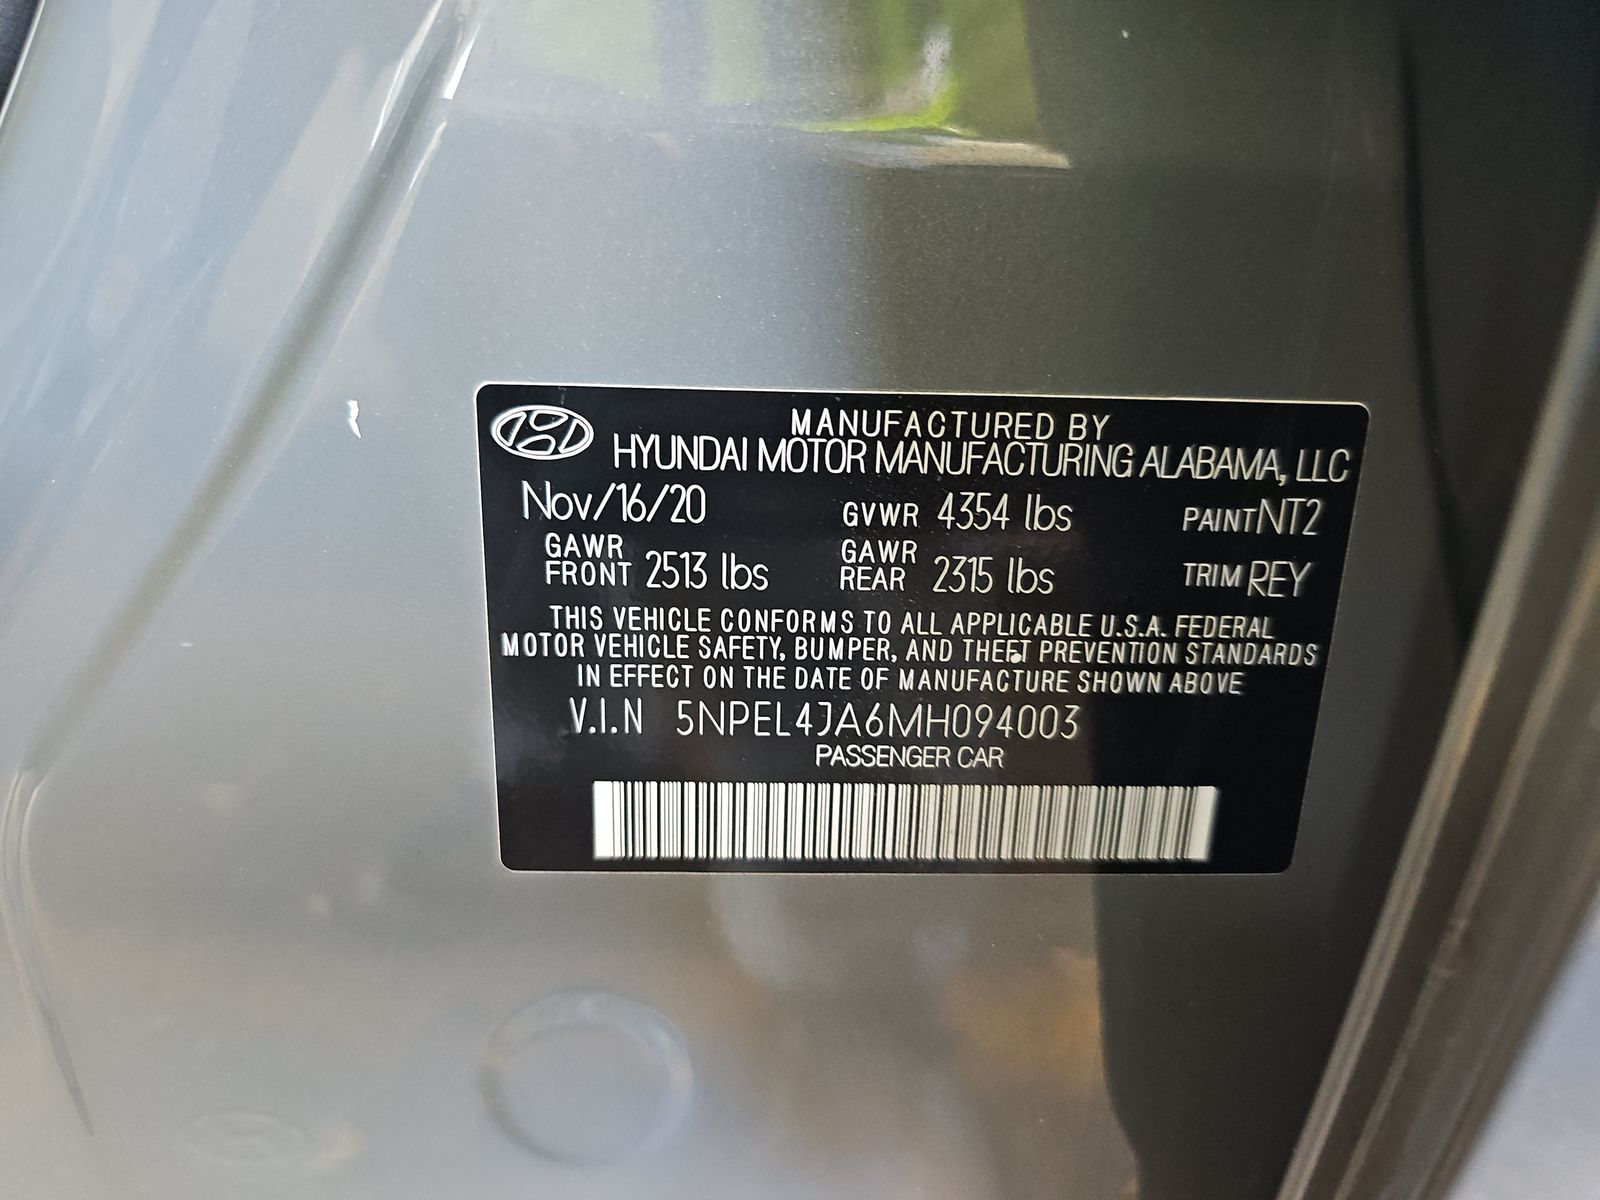 MANUFACTURED BY
HYUNDAI MOTOR MANUFACTURING ALABAMA, LLC
Nov/16/20 GVWR 4354 lbs PAINT NT2
GAWR FRONT 2513 lbs GAWR REAR 2315 lbs TRIM REY
THIS VEHICLE CONFORMS TO ALL APPLICABLE U.S.A. FEDERAL
MOTOR VEHICLE SAFETY, BUMPER, AND THEFT PREVENTION STANDARDS
IN EFFECT ON THE DATE OF MANUFACTURE SHOWN ABOVE
V.I.N 5NPEL4JA6MH094003
PASSENGER CAR